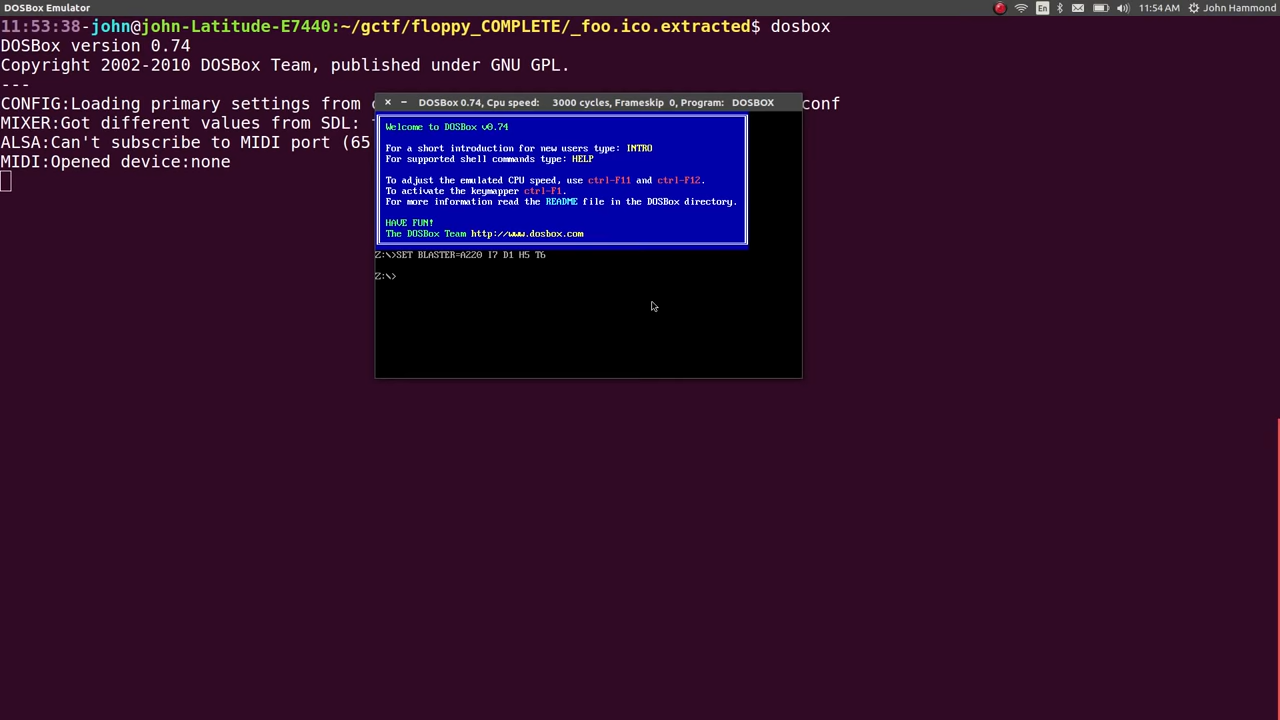 DOSBox Emulator
En
11:54 AM
John Hammond
11:53:38-john@john-Latitude-E7440:~/gctf/floppy_COMPLETE/_foo.ico.extracted$ dosbox
DOSBox version 0.74
Copyright 2002-2010 DOSBox Team, published under GNU GPL.
---
CONFIG:Loading primary settings from
conf
MIXER:Got different values from SDL:
ALSA:Can't subscribe to MIDI port (65
MIDI:Opened device:none
DOSBox 0.74, Cpu speed: 3000 cycles, Frameskip 0, Program: DOSBOX
Welcome to DOSBox v0.74
For a short introduction for new users type: INTRO
For supported shell commands type: HELP
To adjust the emulated CPU speed, use ctrl-F11 and ctrl-F12.
To activate the keymapper ctrl-F1.
For more information read the README file in the DOSBox directory.
HAVE FUN!
The DOSBox Team http://www.dosbox.com
Z:\>SET BLASTER=A220 I7 D1 H5 T6
Z:\>